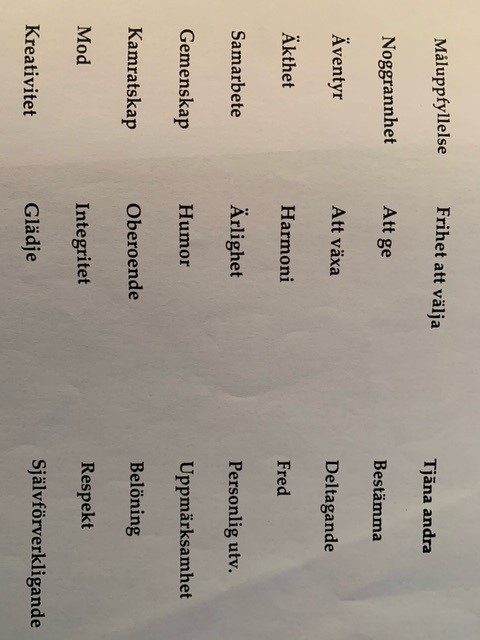 Måluppfyllelse Frihet att välja Tjäna andra
Noggrannhet Att ge Bestämma
Äventyr Att växa Deltagande
Äkthet Harmoni Fred
Samarbete Ärlighet Personlig utv.
Gemenskap Humor Uppmärksamhet
Kamratskap Oberoende Belöning
Mod Integritet Respekt
Kreativitet Glädje Självförverkligande